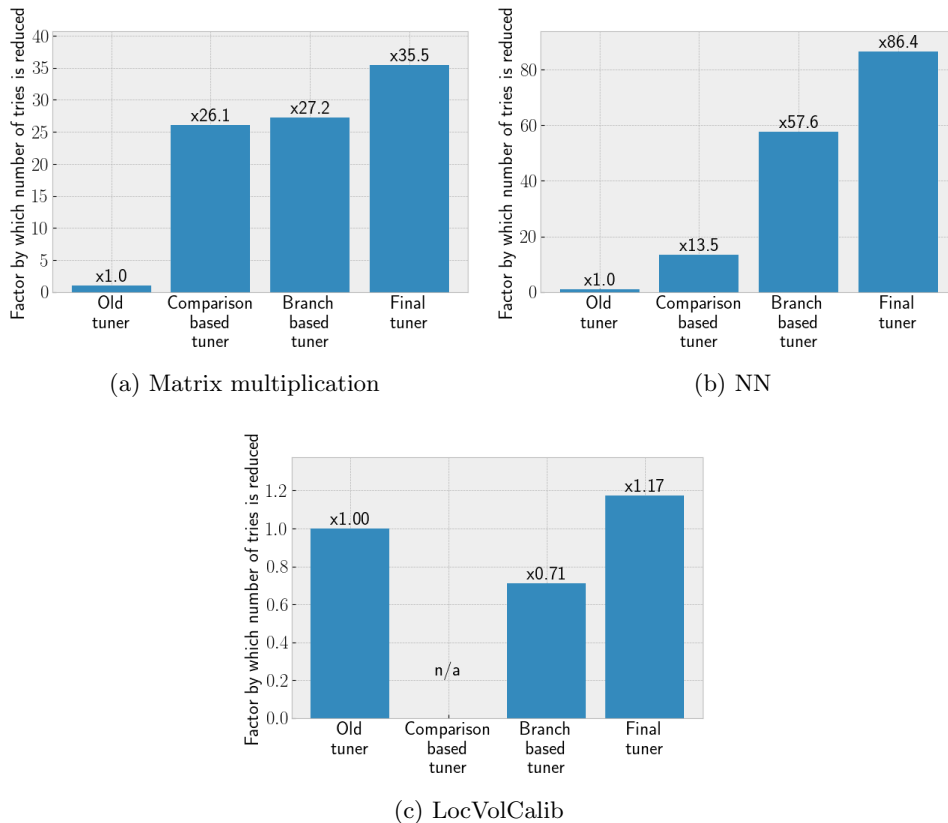 Factor by which number of tries is reduced
40
35
30
25
20
15
10
5
0
x1.0
x26.1
x27.2
x35.5
Old tuner
Comparison based tuner
Branch based tuner
Final tuner
(a) Matrix multiplication
Factor by which number of tries is reduced
80
60
40
20
0
x1.0
x13.5
x57.6
x86.4
Old tuner
Comparison based tuner
Branch based tuner
Final tuner
(b) NN
Factor by which number of tries is reduced
1.2
1.0
0.8
0.6
0.4
0.2
0.0
x1.00
n/a
x0.71
x1.17
Old tuner
Comparison based tuner
Branch based tuner
Final tuner
(c) LocVolCalib